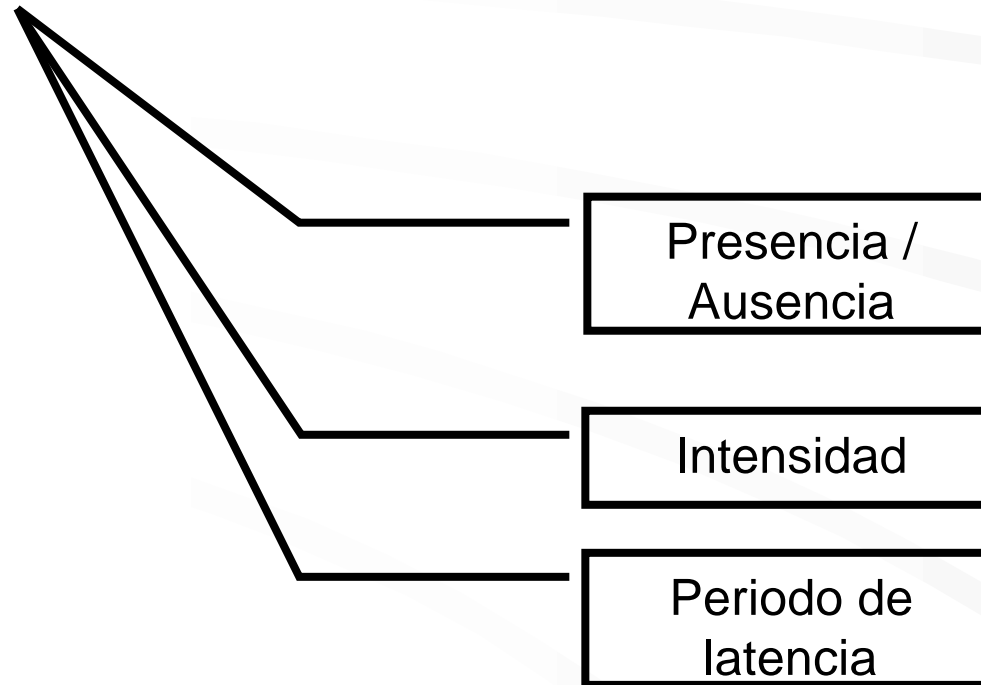 Presencia /
Ausencia
Intensidad
Periodo de
latencia